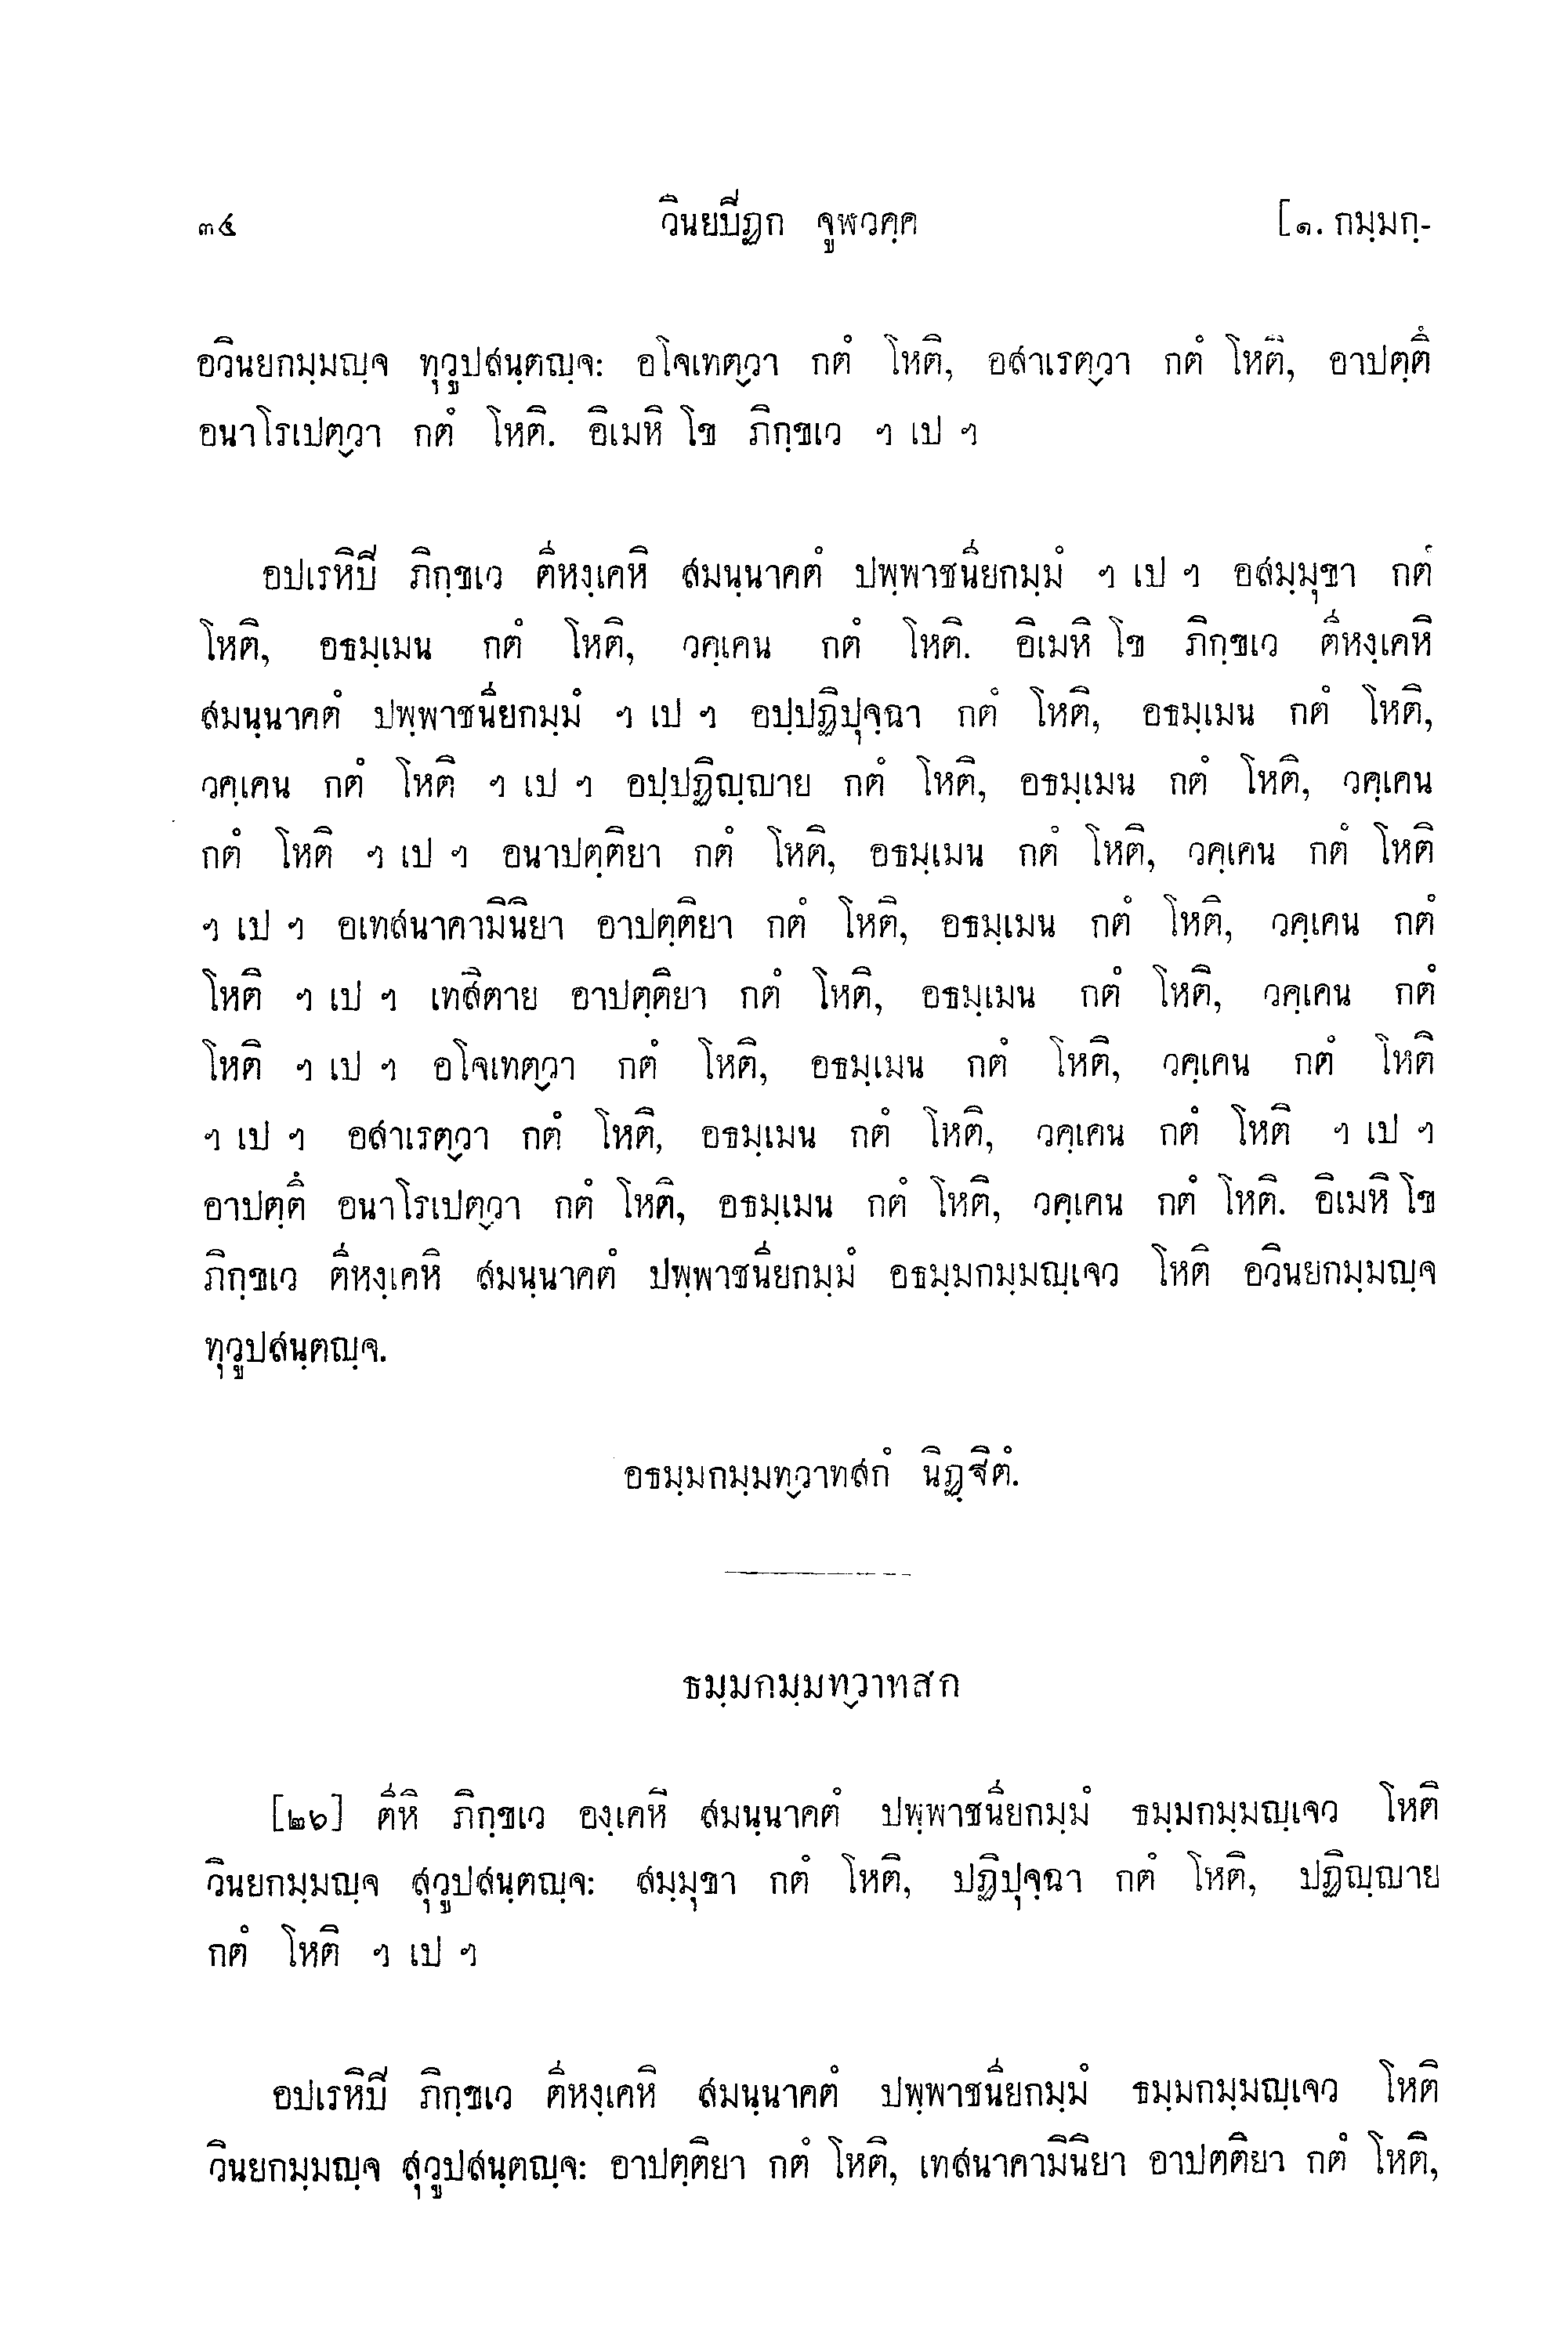 ๓๔ วินยปิฏก จูฬวคฺค [๑. กมฺมกฺ-
อวินยกมฺมญฺจ ทุวูปสนฺตญฺจ: อโจเทตฺวา กตํ โหติ, อสาเรตฺวา กตํ โหติ, อาปตฺตึ
อนาโรเปตฺวา กตํ โหติ. อิเมหิ โข ภิกฺขเว ฯ เป ฯ
อปเรหิปิ ภิกฺขเว ตีหงฺเคหิ สมนฺนาคตํ ปพฺพาชนียกมฺมํ ฯ เป ฯ อสมฺมุขา กตํ
โหติ, อธมฺเมน กตํ โหติ, วคฺเคน กตํ โหติ. อิเมหิ โข ภิกฺขเว ตีหงฺเคหิ
สมนฺนาคตํ ปพฺพาชนียกมฺมํ ฯ เป ฯ อปฺปฏิปุจฺฉา กตํ โหติ, อธมฺเมน กตํ โหติ,
วคฺเคน กตํ โหติ ฯ เป ฯ อปฺปฏิญฺญาย กตํ โหติ, อธมฺเมน กตํ โหติ, วคฺเคน
กตํ โหติ ฯ เป ฯ อนาปตฺติยา กตํ โหติ, อธมฺเมน กตํ โหติ, วคฺเคน กตํ โหติ
ฯ เป ฯ อเทสนาคามินิยา อาปตฺติยา กตํ โหติ, อธมฺเมน กตํ โหติ, วคฺเคน กตํ
โหติ ฯ เป ฯ เทสิตาย อาปตฺติยา กตํ โหติ, อธมฺเมน กตํ โหติ, วคฺเคน กตํ
โหติ ฯ เป ฯ อโจเทตฺวา กตํ โหติ, อธมฺเมน กตํ โหติ, วคฺเคน กตํ โหติ
ฯ เป ฯ อสาเรตฺวา กตํ โหติ, อธมฺเมน กตํ โหติ, วคฺเคน กตํ โหติ ฯ เป ฯ
อาปตฺตึ อนาโรเปตฺวา กตํ โหติ, อธมฺเมน กตํ โหติ, วคฺเคน กตํ โหติ. อิเมหิ โข
ภิกฺขเว ตีหงฺเคหิ สมนฺนาคตํ ปพฺพาชนียกมฺมํ อธมฺมกมฺมญฺเจว โหติ อวินยกมฺมญฺจ
ทุวูปสนฺตญฺจ.
อธมฺมกมฺมทฺวาทสกํ นิฏฺฐิตํ.
ธมฺมกมฺมทฺวาทสก
[๒๖] ตีหิ ภิกฺขเว องฺเคหิ สมนฺนาคตํ ปพฺพาชนียกมฺมํ ธมฺมกมฺมญฺเจว โหติ
วินยกมฺมญฺจ สุวูปสนฺตญฺจ: สมฺมุขา กตํ โหติ, ปฏิปุจฺฉา กตํ โหติ, ปฏิญฺญาย
กตํ โหติ ฯ เป ฯ
อปเรหิปิ ภิกฺขเว ตีหงฺเคหิ สมนฺนาคตํ ปพฺพาชนียกมฺมํ ธมฺมกมฺมญฺเจว โหติ
วินยกมฺมญฺจ สุวูปสนฺตญฺจ: อาปตฺติยา กตํ โหติ, เทสนาคามินิยา อาปตฺติยา กตํ โหติ,